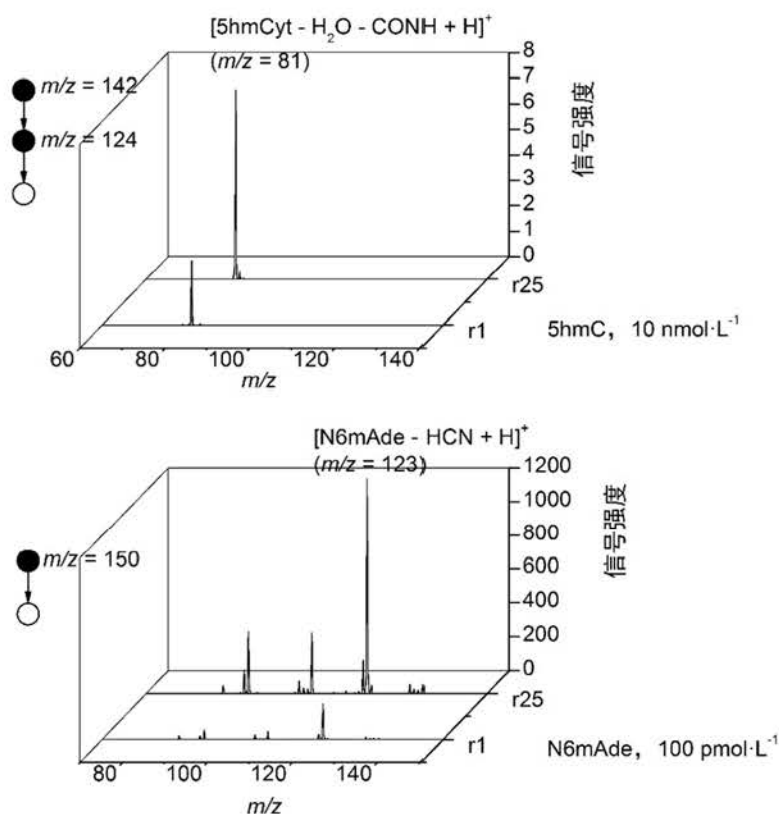 [5hmCyt - H₂O - CONH + H]⁺
(m/z = 81)
m/z = 142
m/z = 124
8
7
6
5
4
3
2
1
0
信号强度
r25
r1
5hmC，10 nmol·L⁻¹
60 80 100 120 140
m/z
[N6mAde - HCN + H]⁺
(m/z = 123)
m/z = 150
1200
1000
800
600
400
200
0
信号强度
r25
r1
N6mAde，100 pmol·L⁻¹
80 100 120 140
m/z